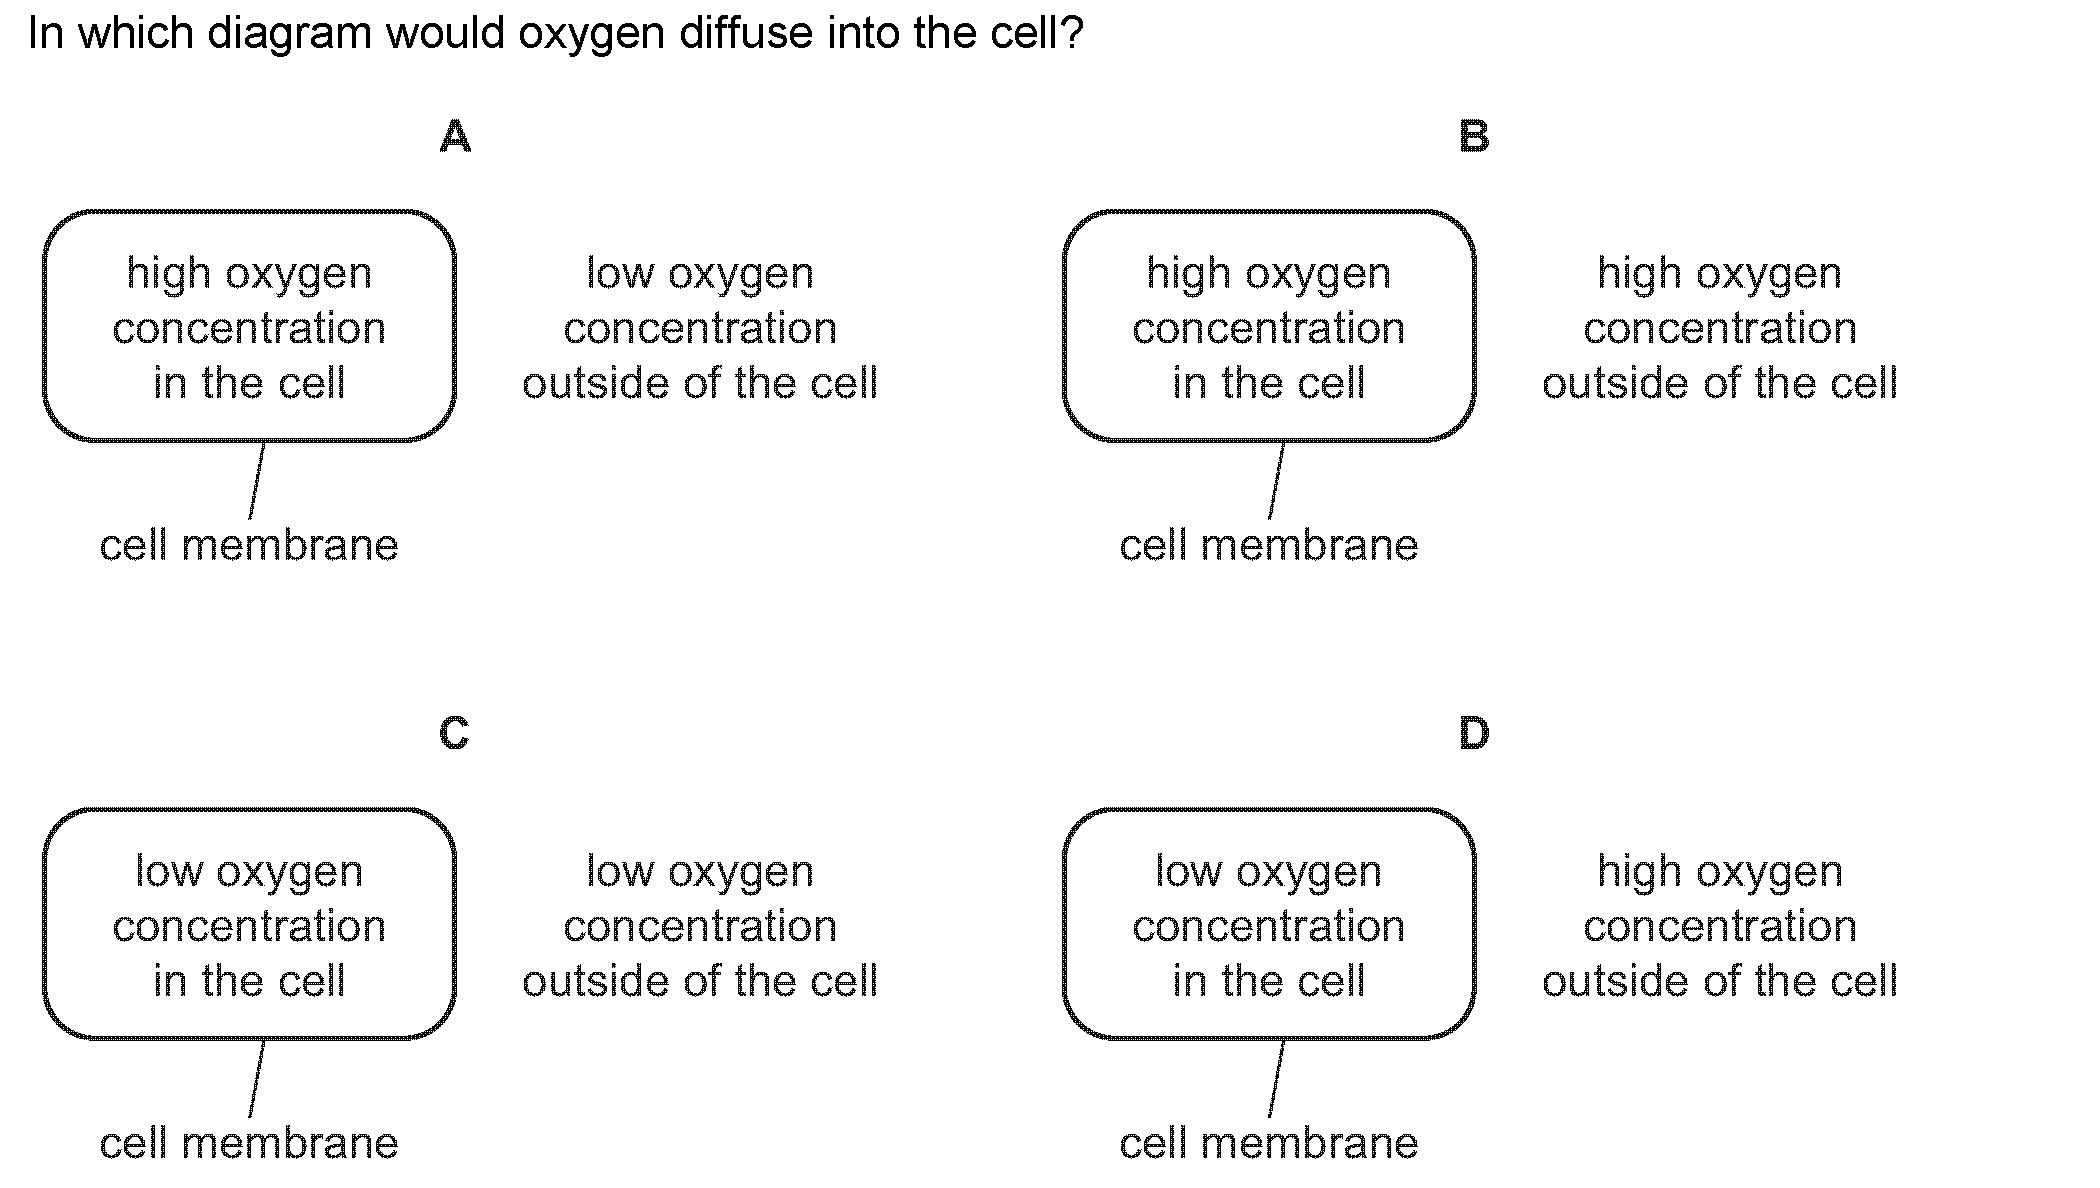 In which diagram would oxygen diffuse into the cell?
A
high oxygen
concentration
in the cell
low oxygen
concentration
outside of the cell
cell membrane
B
high oxygen
concentration
in the cell
high oxygen
concentration
outside of the cell
cell membrane
C
low oxygen
concentration
in the cell
low oxygen
concentration
outside of the cell
cell membrane
D
low oxygen
concentration
in the cell
high oxygen
concentration
outside of the cell
cell membrane